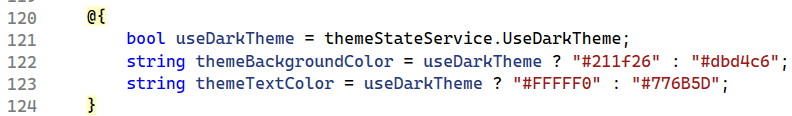 120 @{
121 bool useDarkTheme = themeStateService.UseDarkTheme;
122 string themeBackgroundColor = useDarkTheme ? "#211f26" : "#dbd4c6";
123 string themeTextColor = useDarkTheme ? "#FFFFF0" : "#776B5D";
124 }